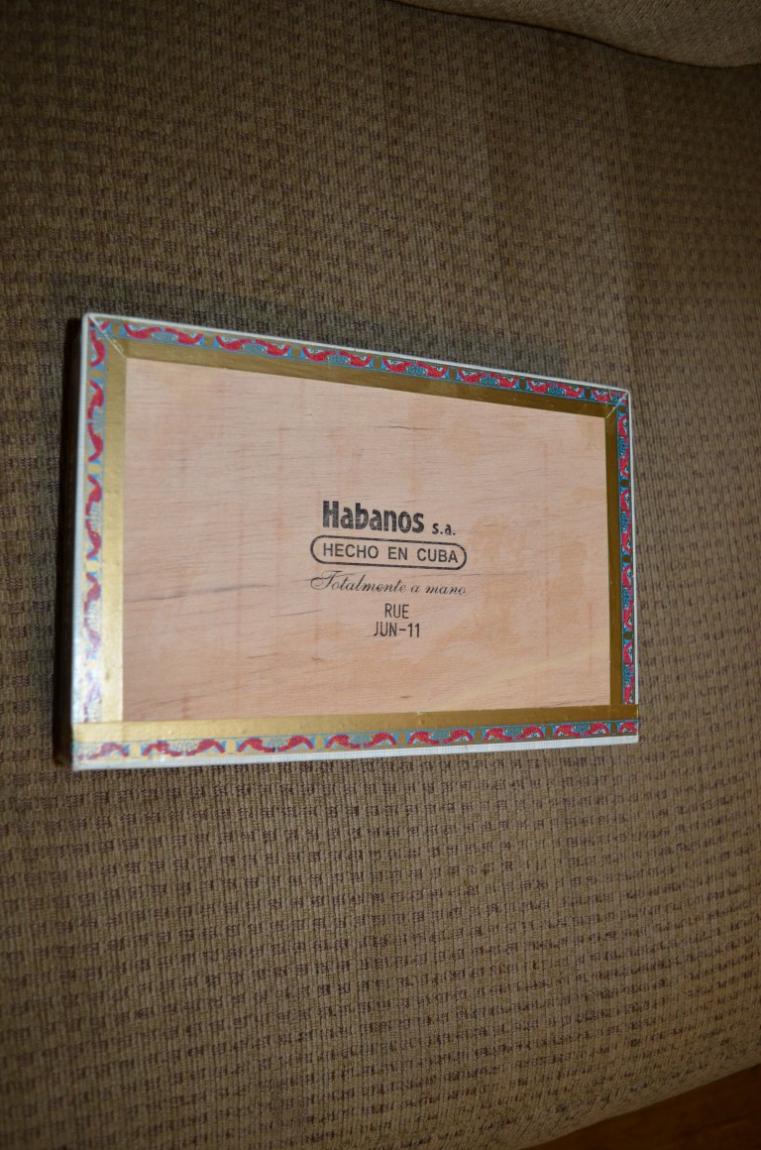 Habanos s.a.
HECHO EN CUBA
Totalmente a mano
RUE
JUN-11